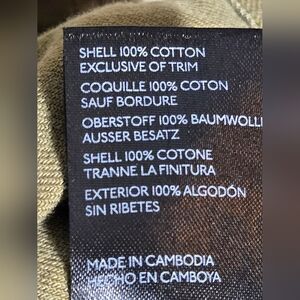 SHELL 100% COTTON
EXCLUSIVE OF TRIM
COQUILLE 100% COTON
SAUF BORDURE
OBERSTOFF 100% BAUMWOLL
AUSSER BESATZ
SHELL 100% COTONE
TRANNE LA FINITURA
EXTERIOR 100% ALGODÓN
SIN RIBETES
MADE IN CAMBODIA
HECHO EN CAMBOYA